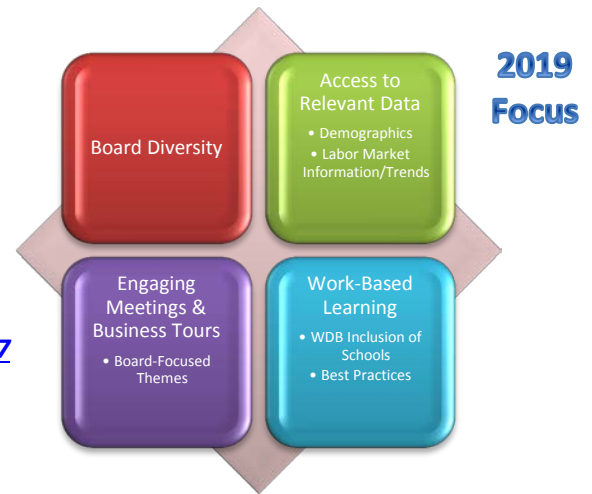 2019
Focus
Board Diversity
Access to
Relevant Data
• Demographics
• Labor Market
Information/Trends
Engaging
Meetings &
Business Tours
• Board-Focused
Themes
Work-Based
Learning
• WDB Inclusion of
Schools
• Best Practices
7